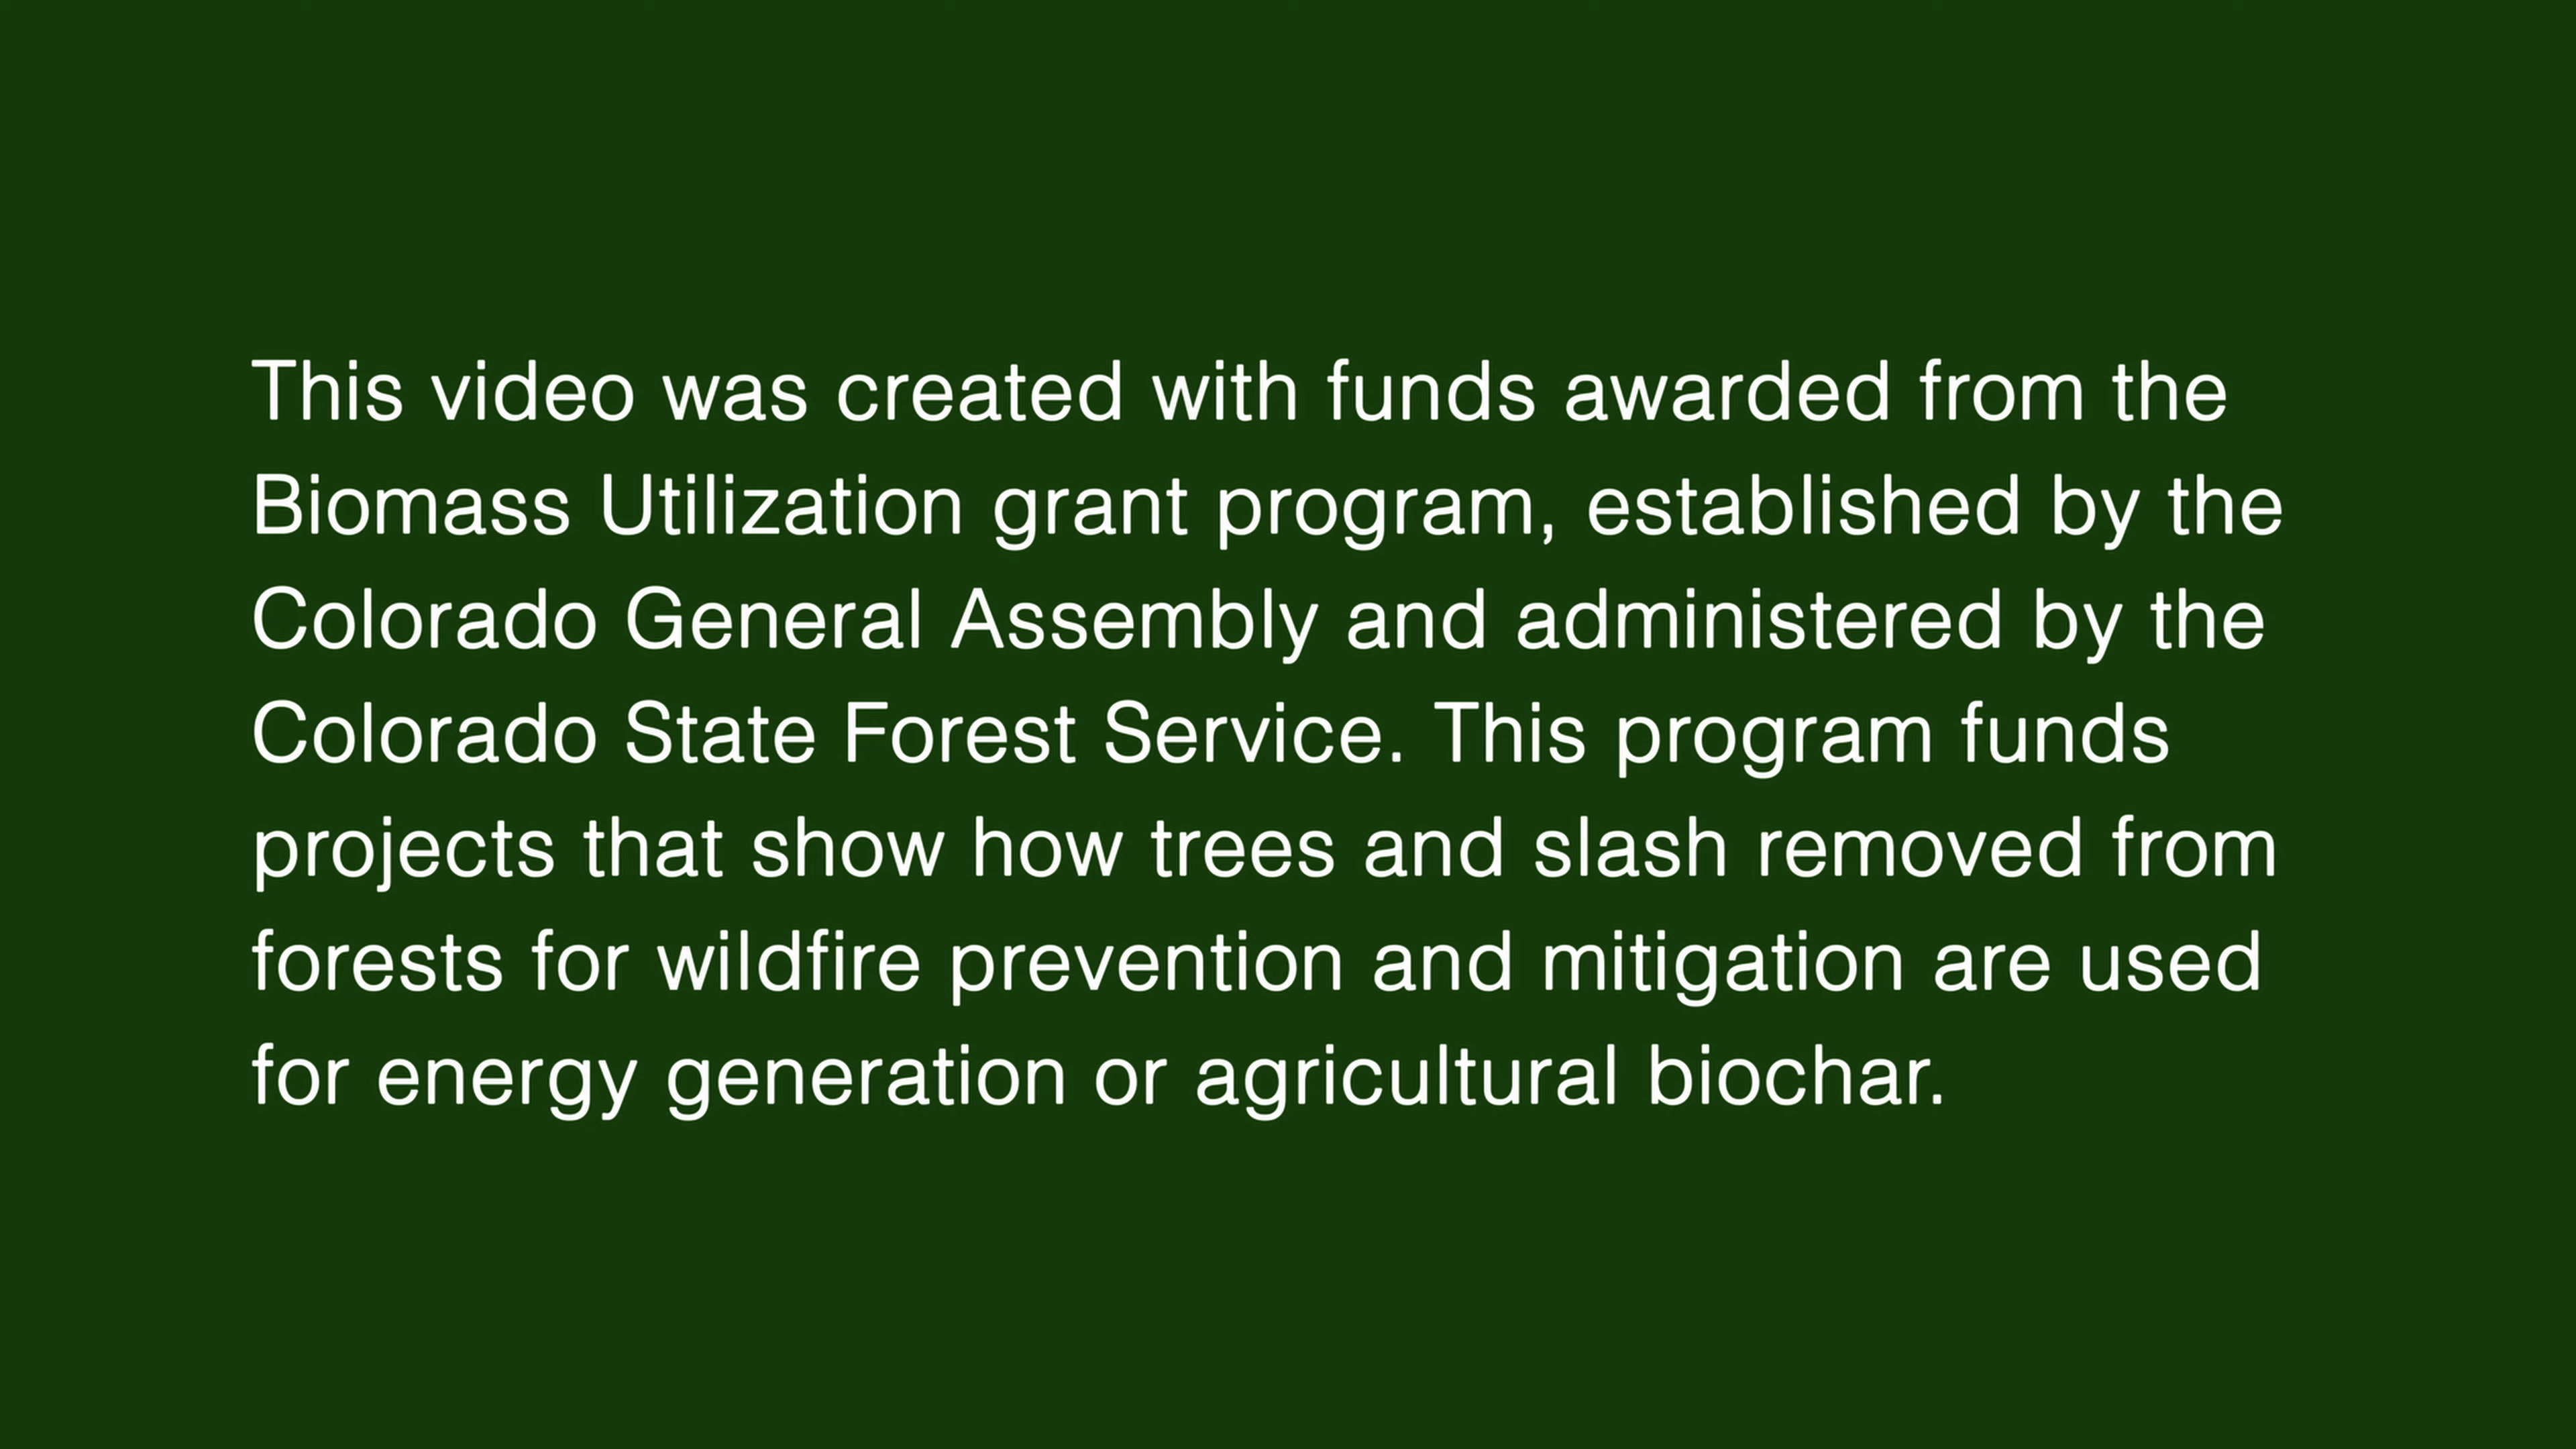 This video was created with funds awarded from the
Biomass Utilization grant program, established by the
Colorado General Assembly and administered by the
Colorado State Forest Service. This program funds
projects that show how trees and slash removed from
forests for wildfire prevention and mitigation are used
for energy generation or agricultural biochar.